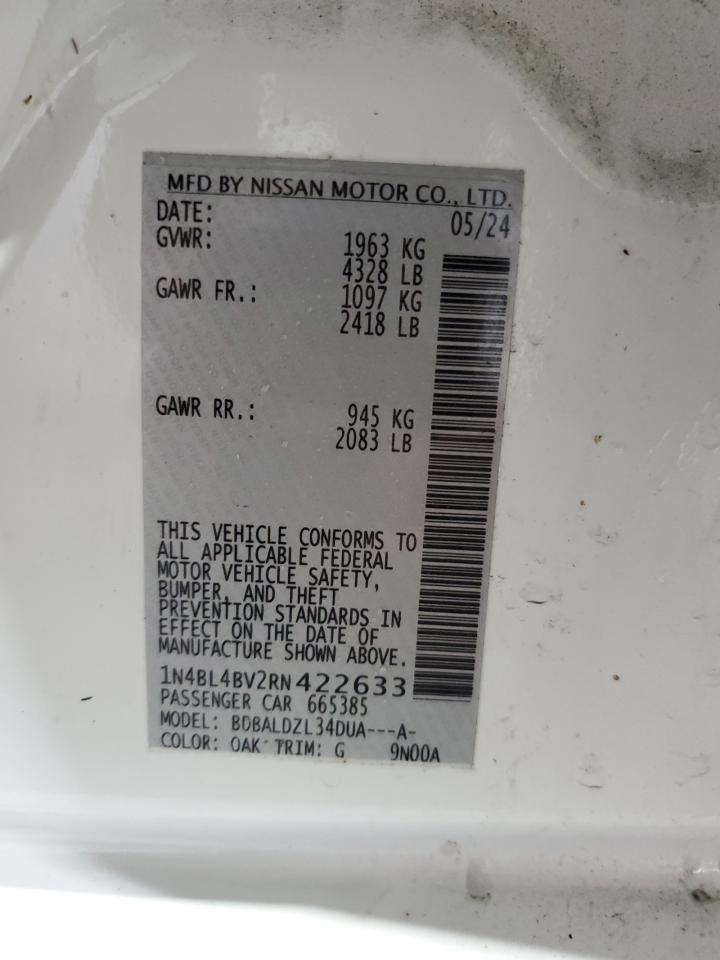 MFD BY NISSAN MOTOR CO., LTD.
DATE: 05/24
GVWR: 1963 KG
4328 LB
GAWR FR.: 1097 KG
2418 LB
GAWR RR.: 945 KG
2083 LB
THIS VEHICLE CONFORMS TO
ALL APPLICABLE FEDERAL
MOTOR VEHICLE SAFETY,
BUMPER, AND THEFT
PREVENTION STANDARDS IN
EFFECT ON THE DATE OF
MANUFACTURE SHOWN ABOVE.
1N4BL4BV2RN422633
PASSENGER CAR 665385
MODEL: BDBALDZL34DUA---A-
COLOR: OAK TRIM: G 9N00A